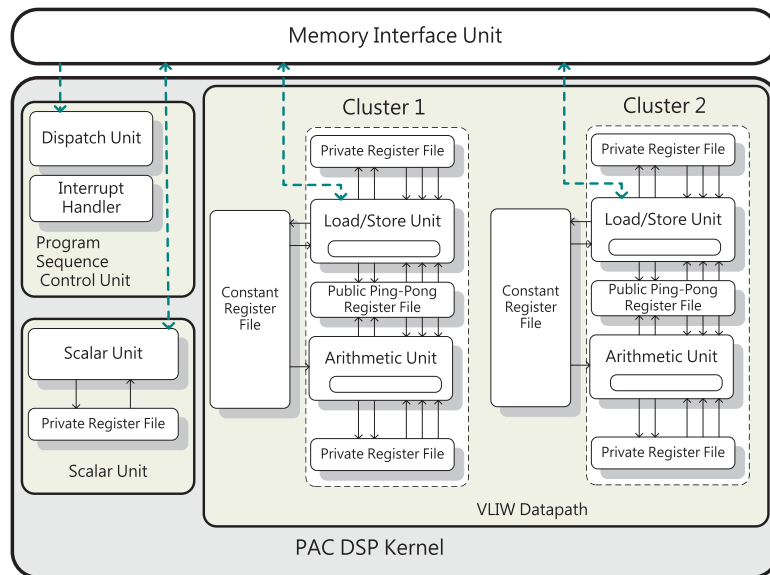 Memory Interface Unit
Dispatch Unit
Interrupt
Handler
Program
Sequence
Control Unit
Scalar Unit
Private Register File
Scalar Unit
Cluster 1
Private Register File
Load/Store Unit
Constant
Register
File
Public Ping-Pong
Register File
Arithmetic Unit
Private Register File
Cluster 2
Private Register File
Load/Store Unit
Constant
Register
File
Public Ping-Pong
Register File
Arithmetic Unit
Private Register File
VLIW Datapath
PAC DSP Kernel